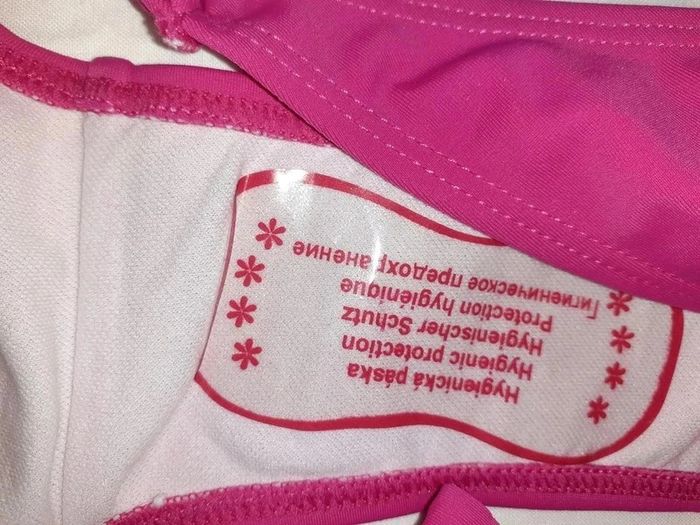 Hygienická páska
Hygienic protection
Hygienischer Schutz
Protection hygiénique
Гигиеническое предохранение